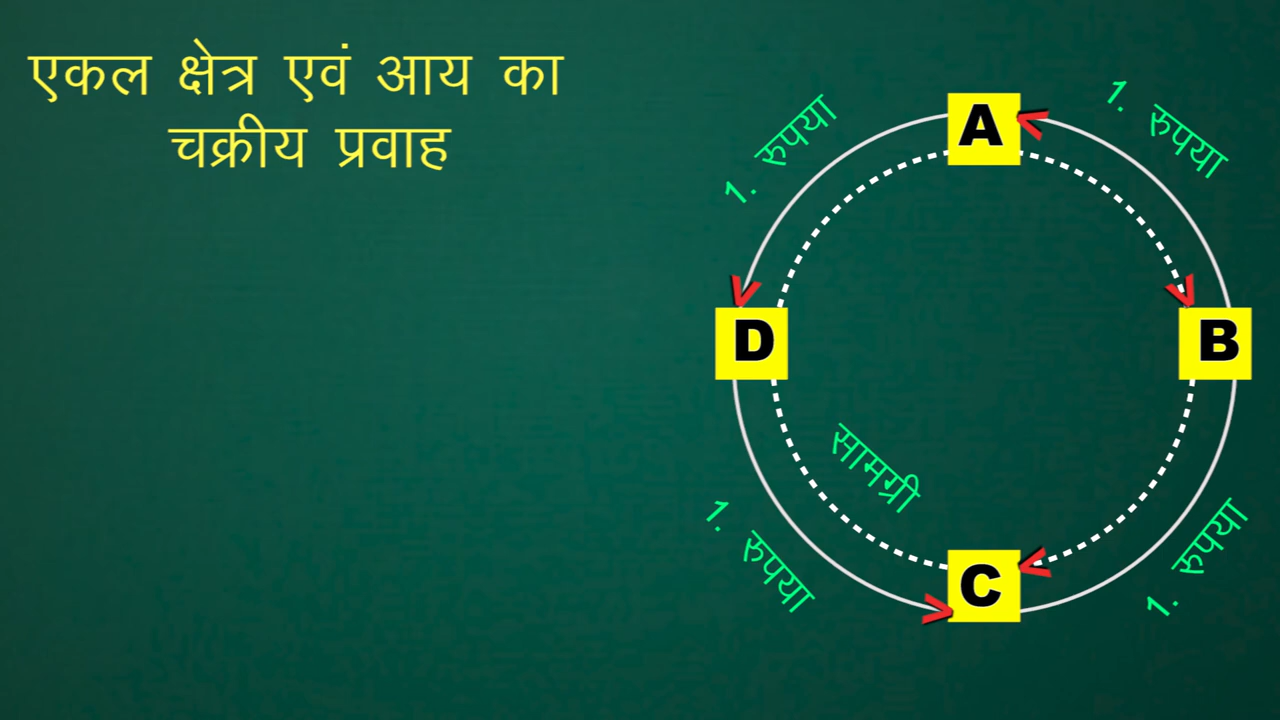 एकल क्षेत्र एवं आय का
चक्रीय प्रवाह
1. रुपया
A
1. रुपया
D
B
सामग्री
1. रुपया
C
1. रुपया